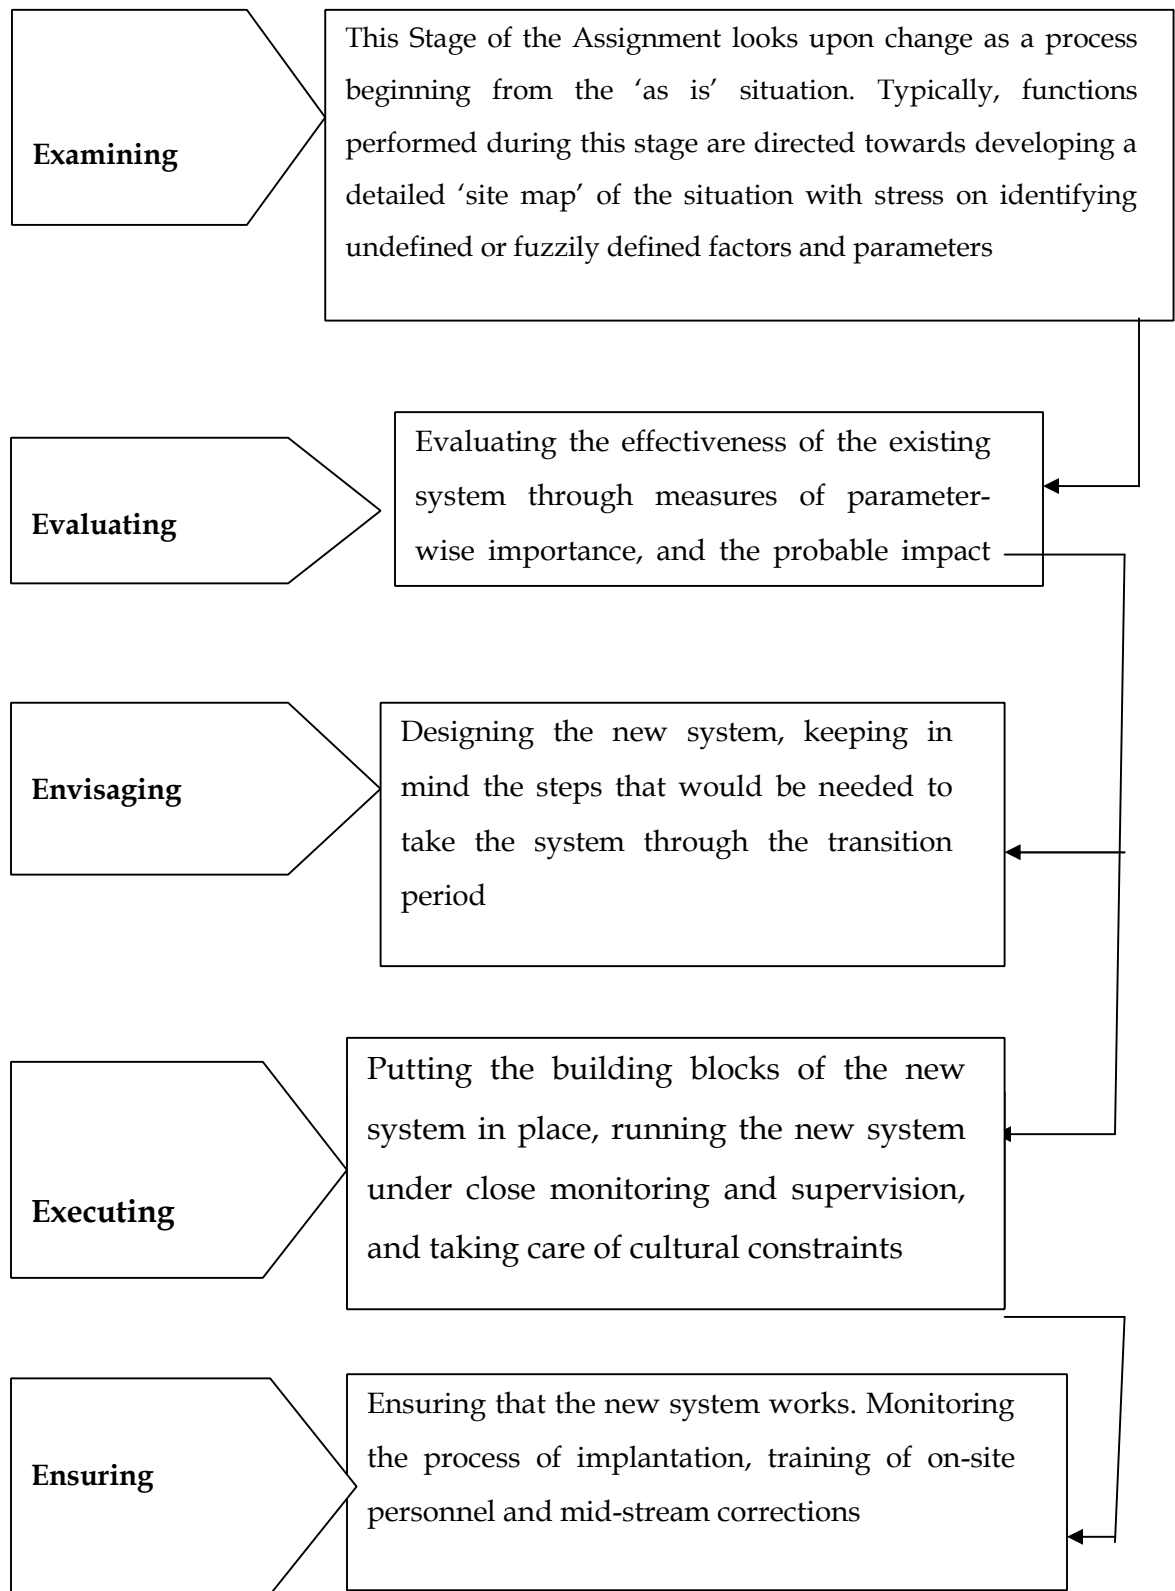 Examining
This Stage of the Assignment looks upon change as a process
beginning from the ‘as is’ situation. Typically, functions
performed during this stage are directed towards developing a
detailed ‘site map’ of the situation with stress on identifying
undefined or fuzzily defined factors and parameters
Evaluating
Evaluating the effectiveness of the existing
system through measures of parameter-
wise importance, and the probable impact
Envisaging
Designing the new system, keeping in
mind the steps that would be needed to
take the system through the transition
period
Executing
Putting the building blocks of the new
system in place, running the new system
under close monitoring and supervision,
and taking care of cultural constraints
Ensuring
Ensuring that the new system works. Monitoring
the process of implantation, training of on-site
personnel and mid-stream corrections